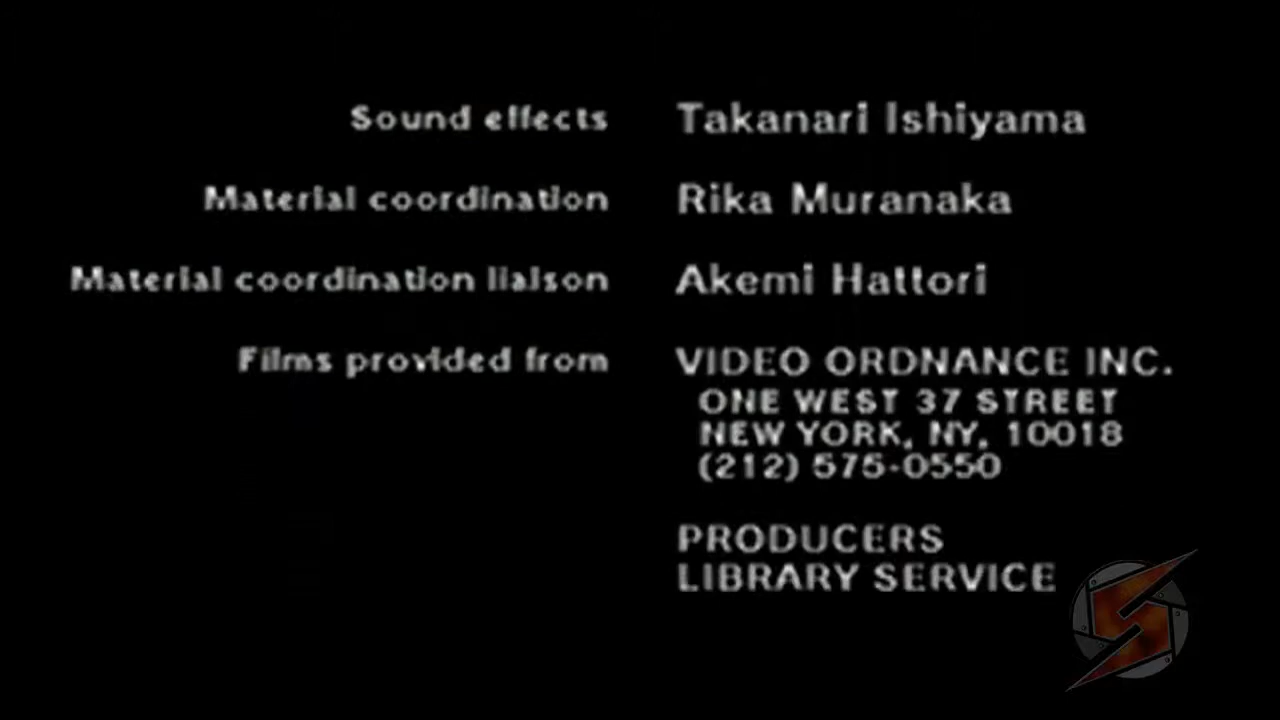 Sound effects Takanari Ishiyama
Material coordination Rika Muranaka
Material coordination liaison Akemi Hattori
Films provided from VIDEO ORDNANCE INC.
ONE WEST 37 STREET
NEW YORK, NY, 10018
(212) 575-0550
PRODUCERS
LIBRARY SERVICE